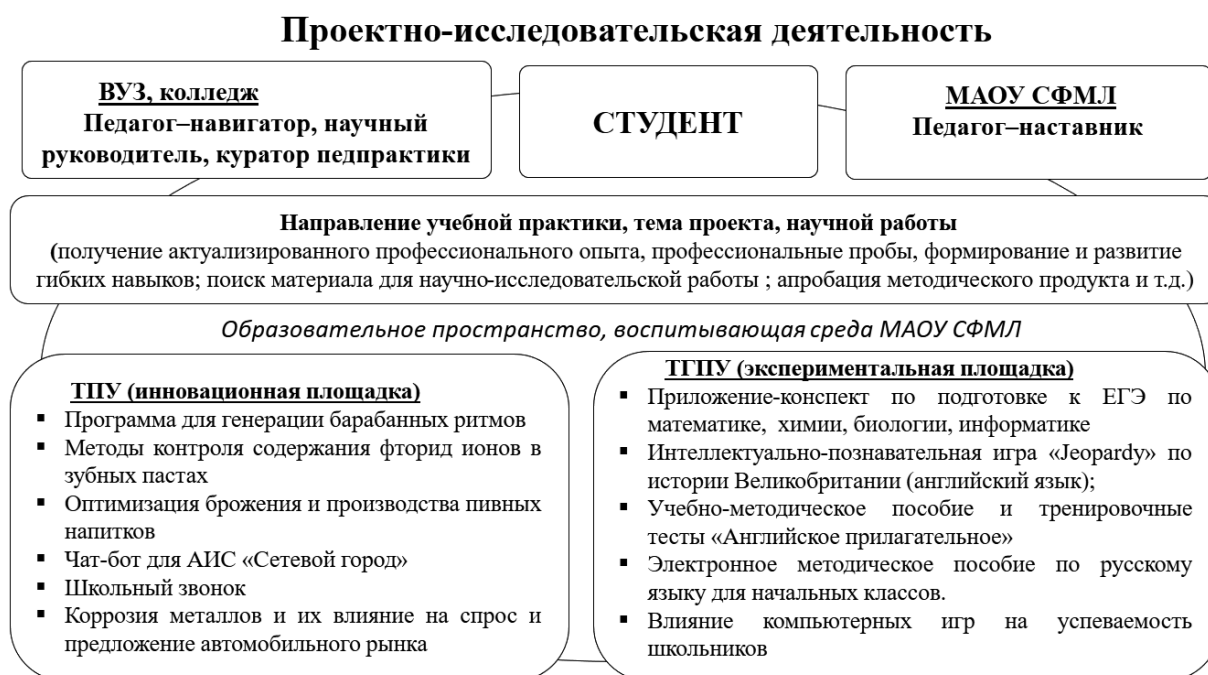 Проектно-исследовательская деятельность
ВУЗ, колледж
Педагог–навигатор, научный
руководитель, куратор педпрактики
СТУДЕНТ
МАОУ СФМЛ
Педагог–наставник
Направление учебной практики, тема проекта, научной работы
(получение актуализированного профессионального опыта, профессиональные пробы, формирование и развитие
гибких навыков; поиск материала для научно-исследовательской работы ; апробация методического продукта и т.д.)
Образовательное пространство, воспитывающая среда МАОУ СФМЛ
ТПУ (инновационная площадка)
▪ Программа для генерации барабанных ритмов
▪ Методы контроля содержания фторид ионов в
зубных пастах
▪ Оптимизация брожения и производства пивных
напитков
▪ Чат-бот для АИС «Сетевой город»
▪ Школьный звонок
▪ Коррозия металлов и их влияние на спрос и
предложение автомобильного рынка
ТГПУ (экспериментальная площадка)
▪ Приложение-конспект по подготовке к ЕГЭ по
математике, химии, биологии, информатике
▪ Интеллектуально-познавательная игра «Jeopardy» по
истории Великобритании (английский язык);
▪ Учебно-методическое пособие и тренировочные
тесты «Английское прилагательное»
▪ Электронное методическое пособие по русскому
языку для начальных классов.
▪ Влияние компьютерных игр на успеваемость
школьников